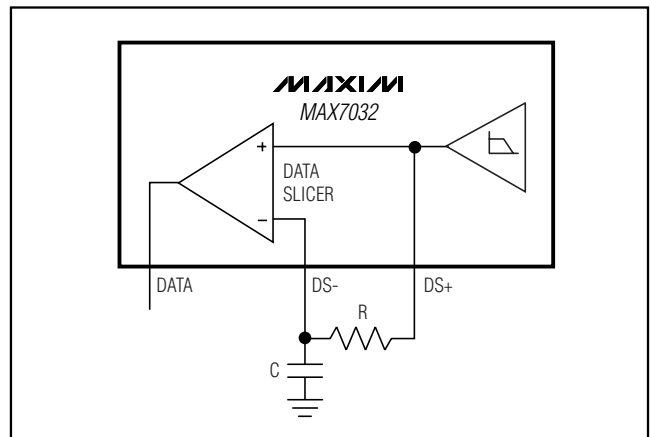 MAXIM
MAX7032
+
DATA
SLICER
−
DATA
DS-
DS+
R
C